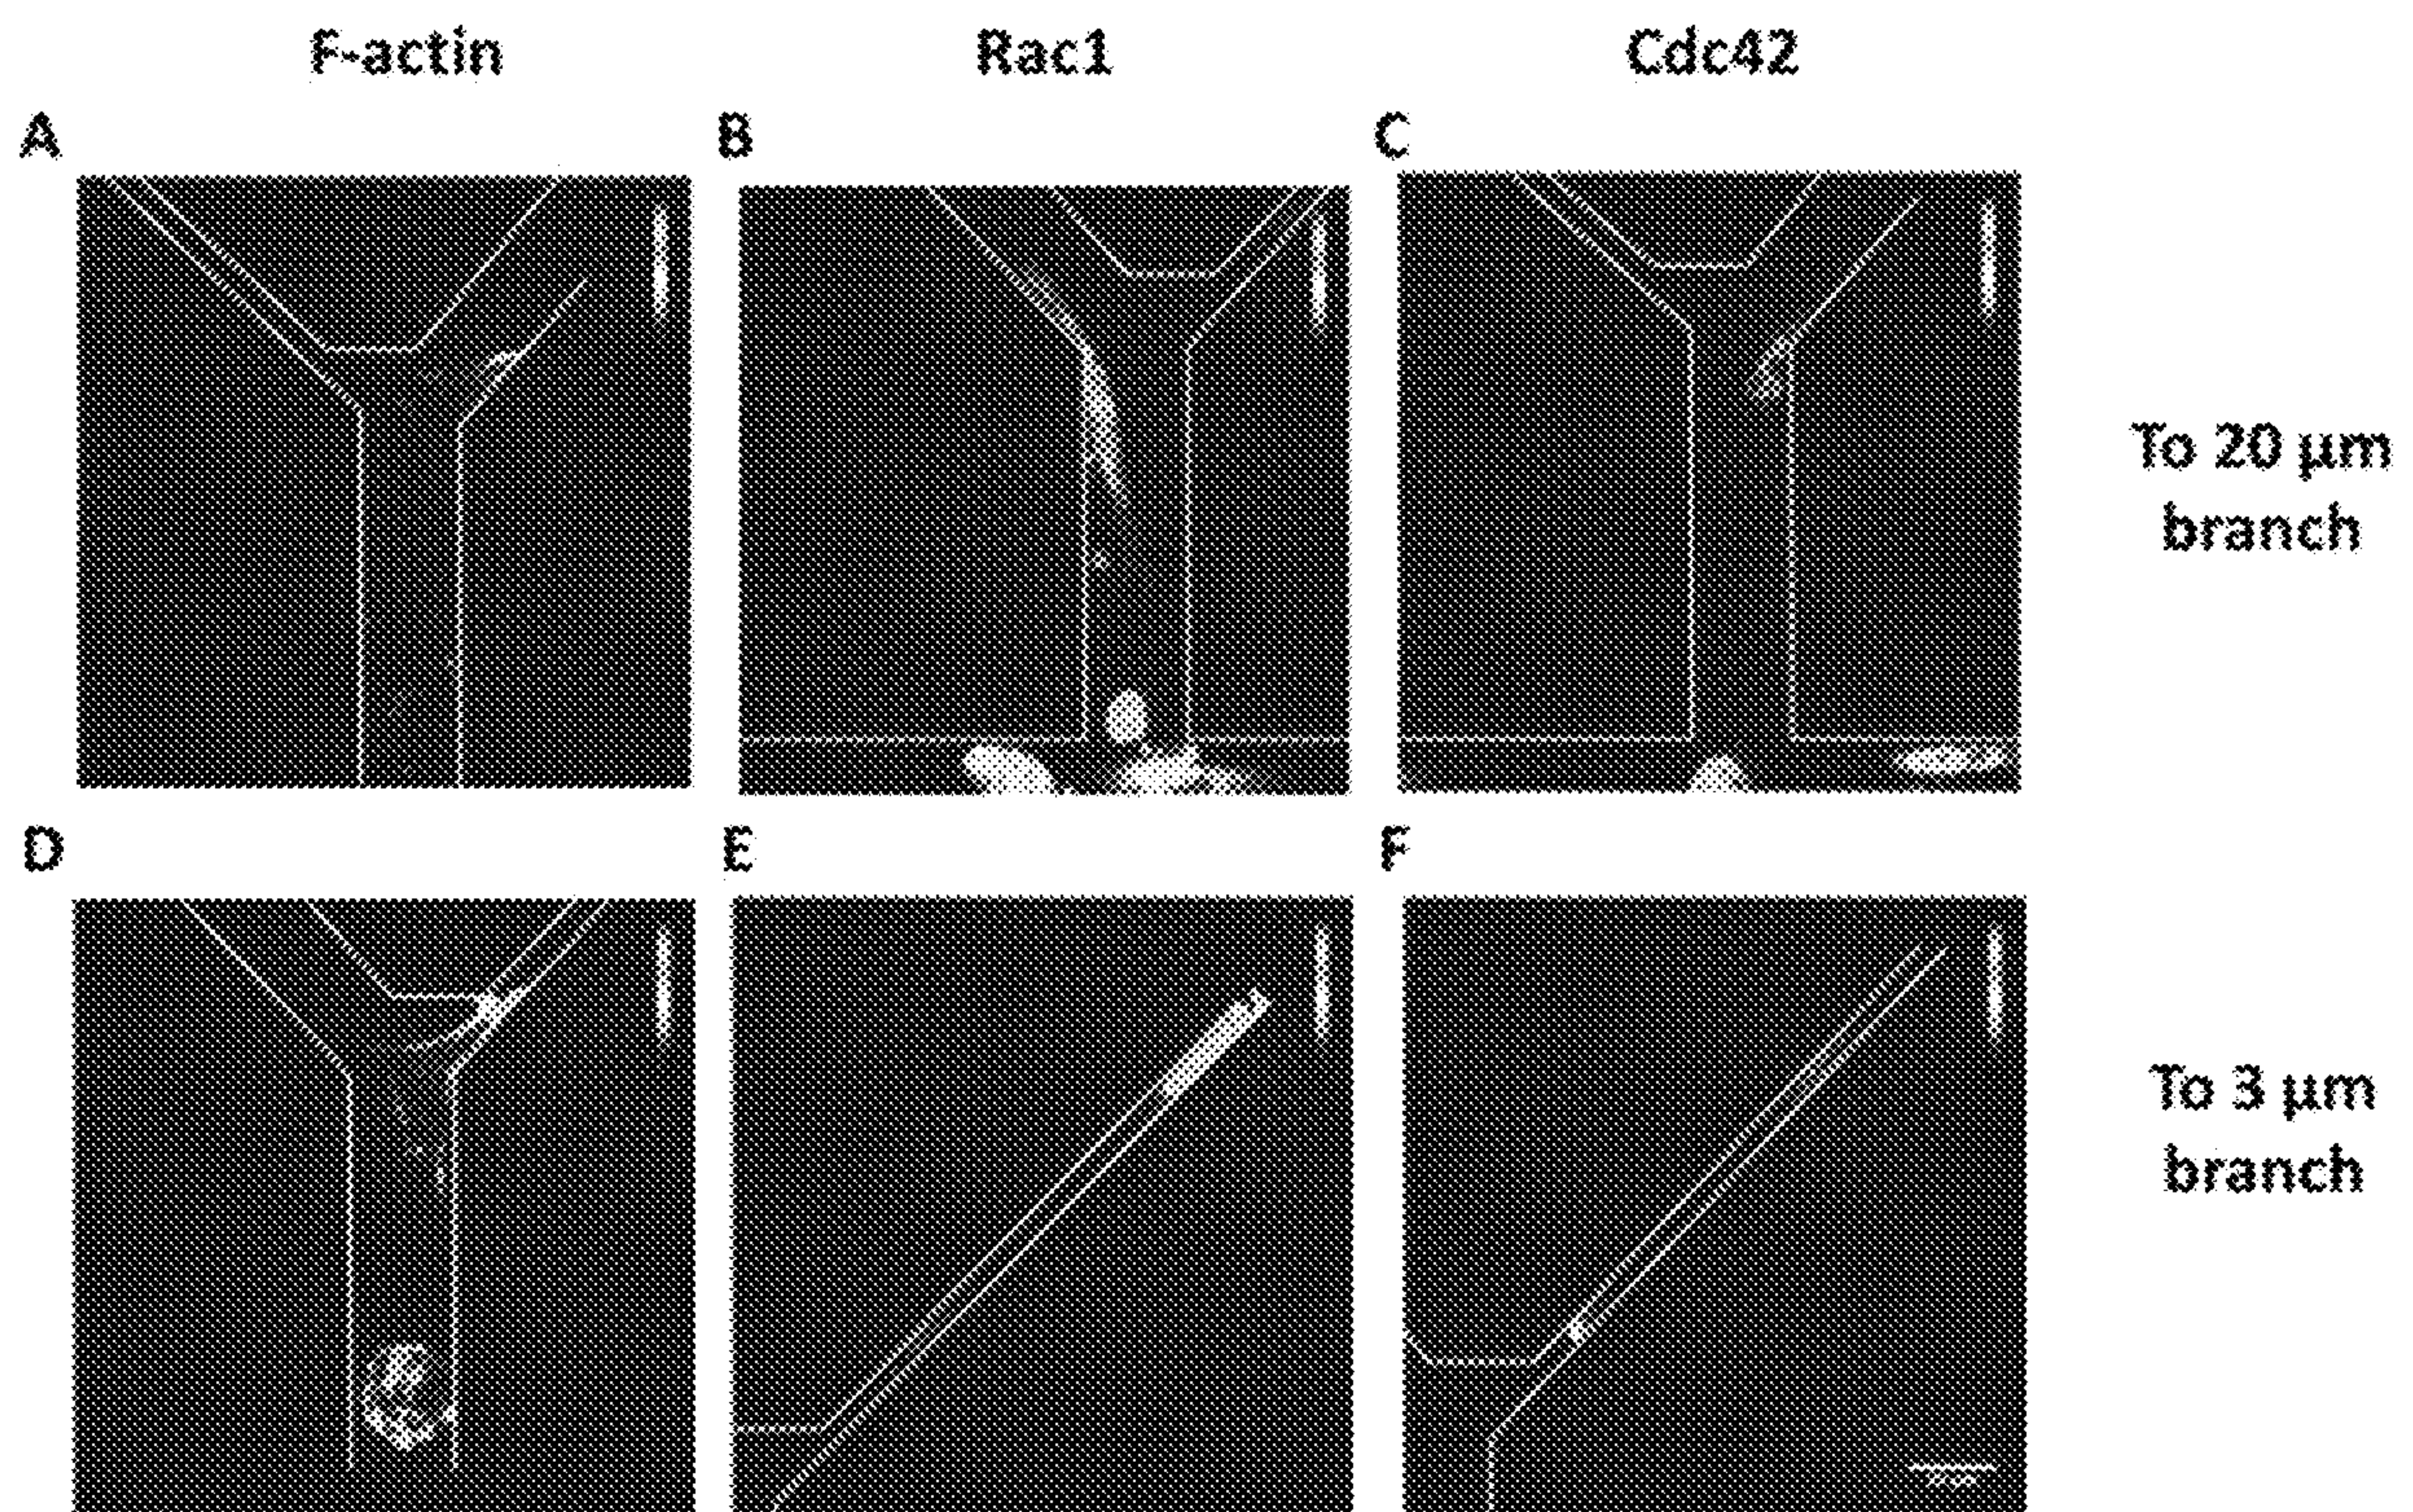 F-actin
Rac1
Cdc42
A
B
C
To 20 µm
branch
D
E
F
To 3 µm
branch